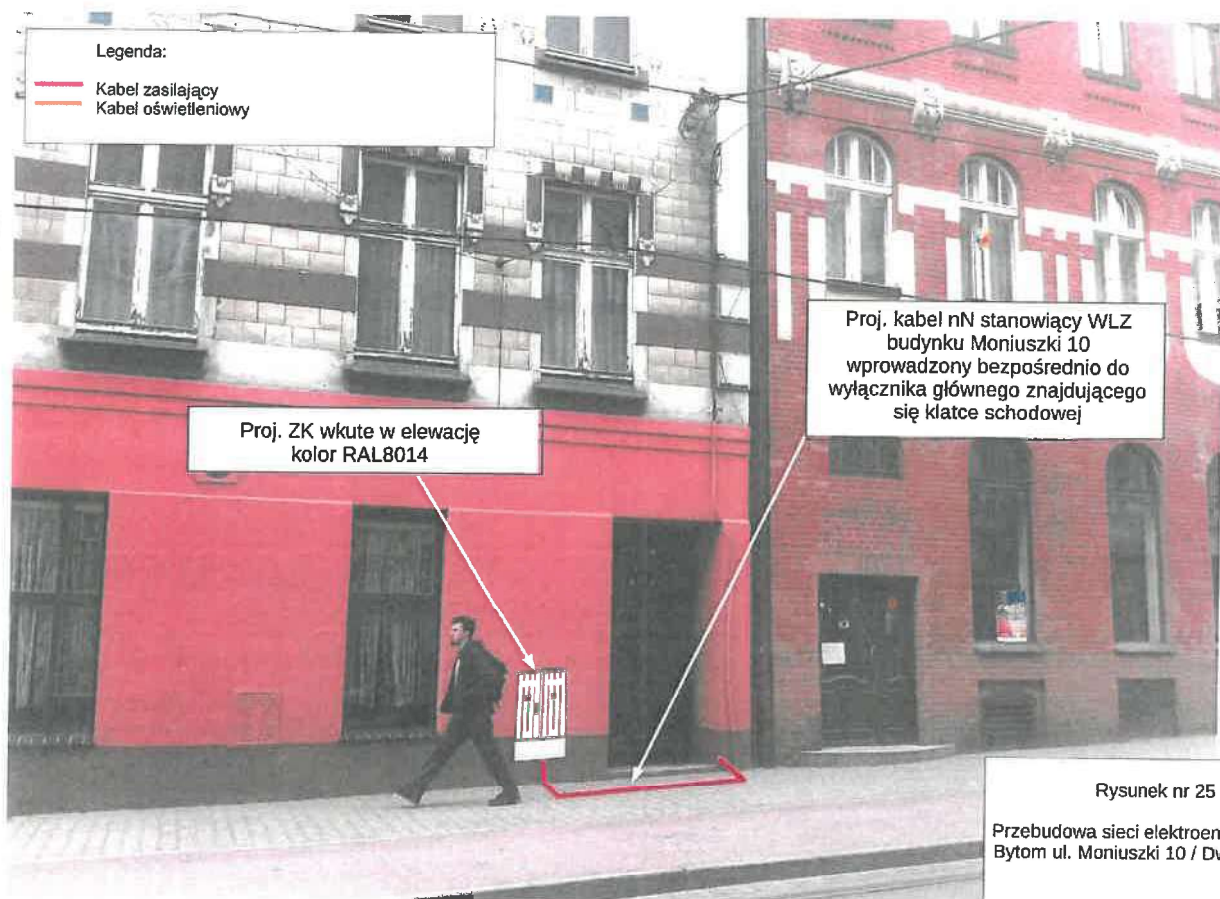 Legenda:
Kabel zasilający
Kabel oświetleniowy
Proj. kabel nN stanowiący WLZ
budynku Moniuszki 10
wprowadzony bezpośrednio do
wyłącznika głównego znajdującego
się klatce schodowej
Proj. ZK wkute w elewację
kolor RAL8014
Rysunek nr 25
Przebudowa sieci elektroen
Bytom ul. Moniuszki 10 / Dw